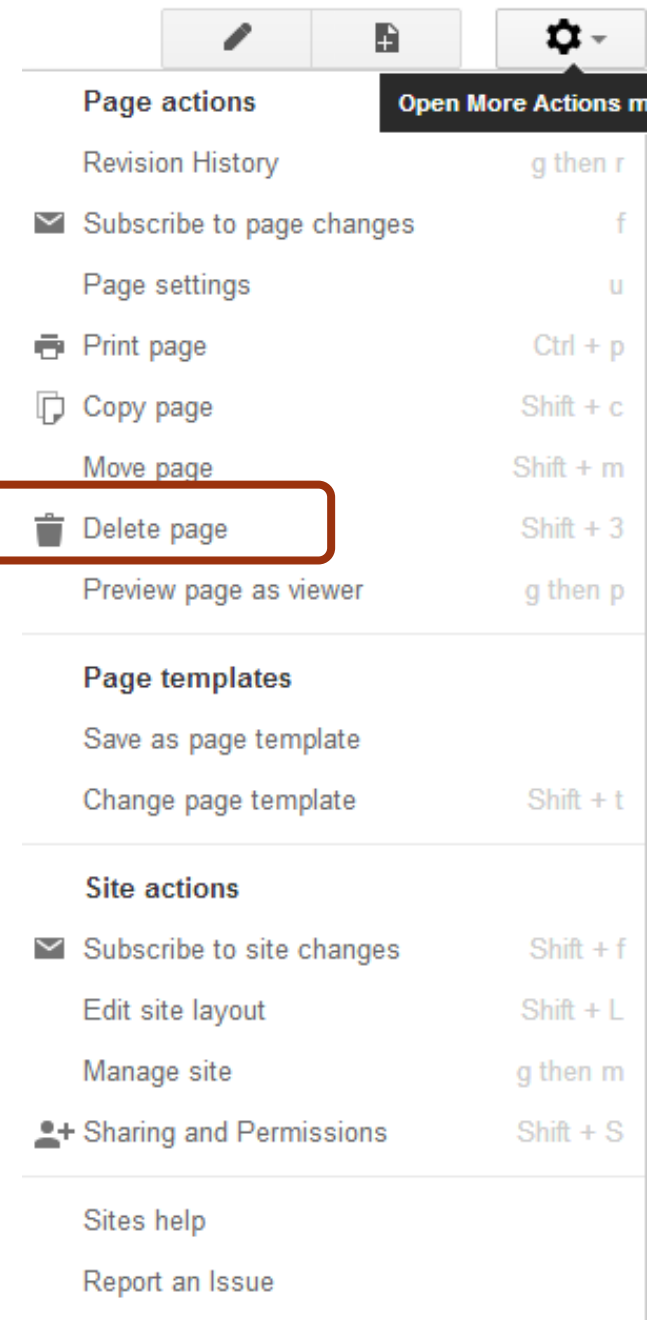 Page actions
Open More Actions m
Revision History g then r
Subscribe to page changes f
Page settings u
Print page Ctrl + p
Copy page Shift + c
Move page Shift + m
Delete page Shift + 3
Preview page as viewer g then p
Page templates
Save as page template
Change page template Shift + t
Site actions
Subscribe to site changes Shift + f
Edit site layout Shift + L
Manage site g then m
Sharing and Permissions Shift + S
Sites help
Report an Issue